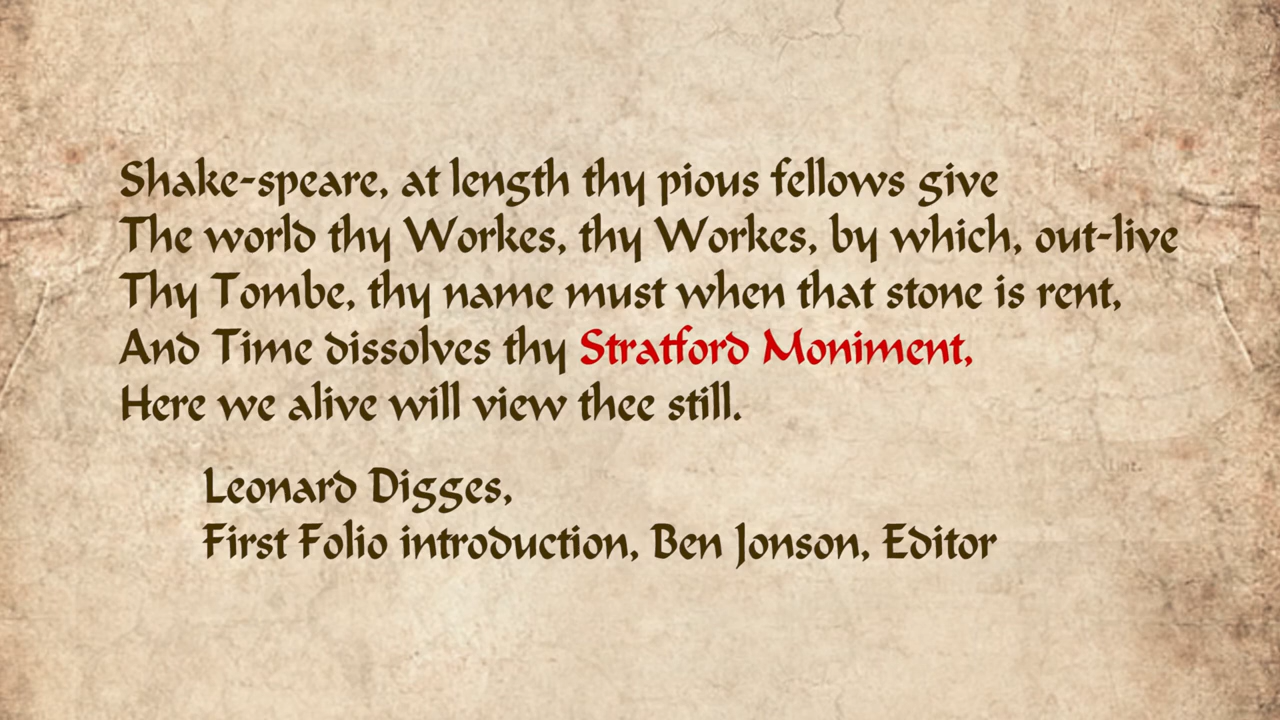 Shake-speare, at length thy pious fellows give
The world thy Workes, thy Workes, by which, out-live
Thy Tombe, thy name must when that stone is rent,
And Time dissolves thy Stratford Moniment,
Here we alive will view thee still.
Leonard Digges,
First Folio introduction, Ben Jonson, Editor